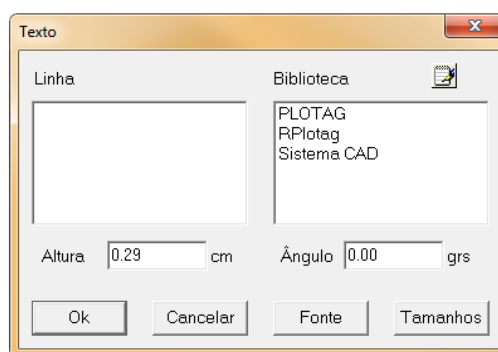 Texto
Linha
Biblioteca
PLOTAG
RPlotag
Sistema CAD
Altura 0.29 cm
Ângulo 0.00 grs
Ok Cancelar Fonte Tamanhos